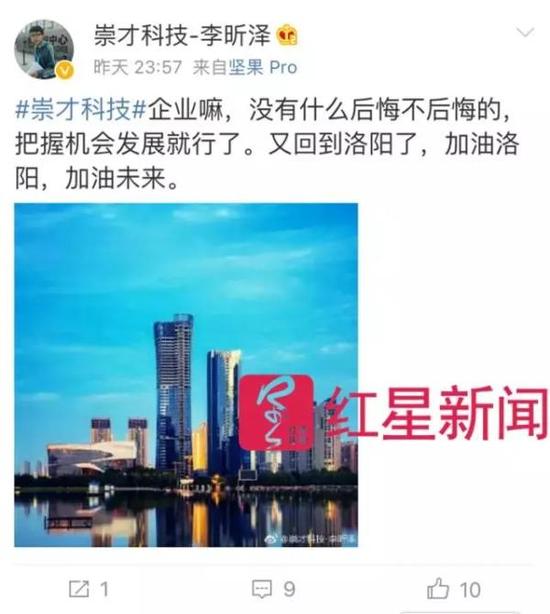 崇才科技-李昕泽
昨天 23:57 来自坚果 Pro
#崇才科技#企业嘛，没有什么后悔不后悔的，
把握机会发展就行了。又回到洛阳了，加油洛
阳，加油未来。
红星新闻
@崇才科技-李昕泽
1
9
10